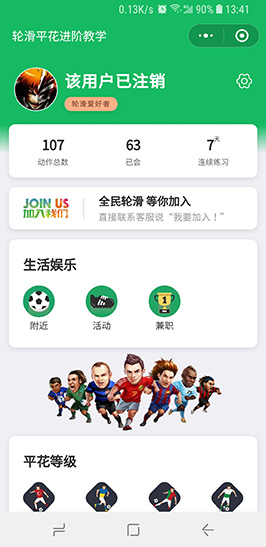 0.13K/s 90% 13:41
轮滑平花进阶教学
该用户已注销
轮滑爱好者
107 63 7天
动作总数 已会 连续练习
JOIN US 全民轮滑 等你加入
加入我们 直接联系客服说“我要加入！”
生活娱乐
附近 活动 兼职
平花等级